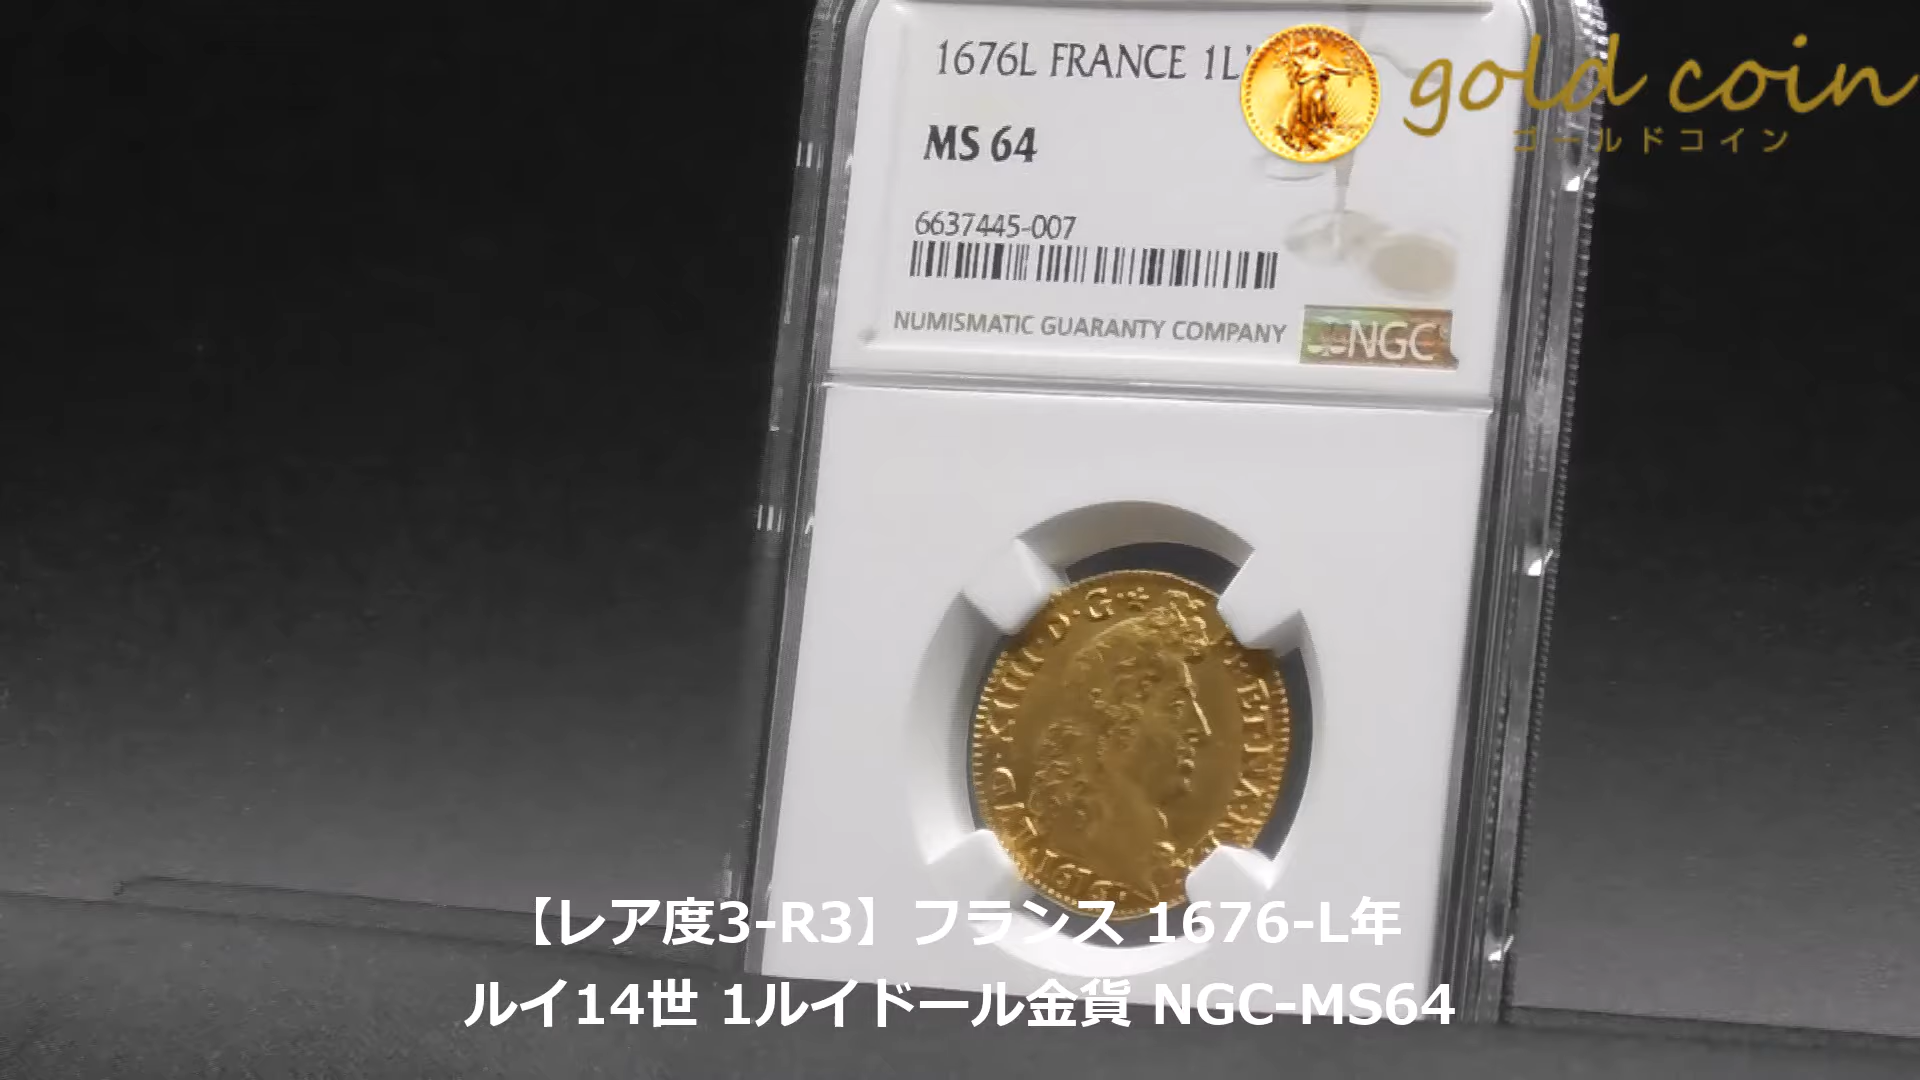 1676L FRANCE 1L'
MS 64
6637445-007
NUMISMATIC GUARANTY COMPANY
NGC
gold coin
ゴールドコイン
【レア度3-R3】フランス 1676-L年
ルイ14世 1ルイドール金貨 NGC-MS64